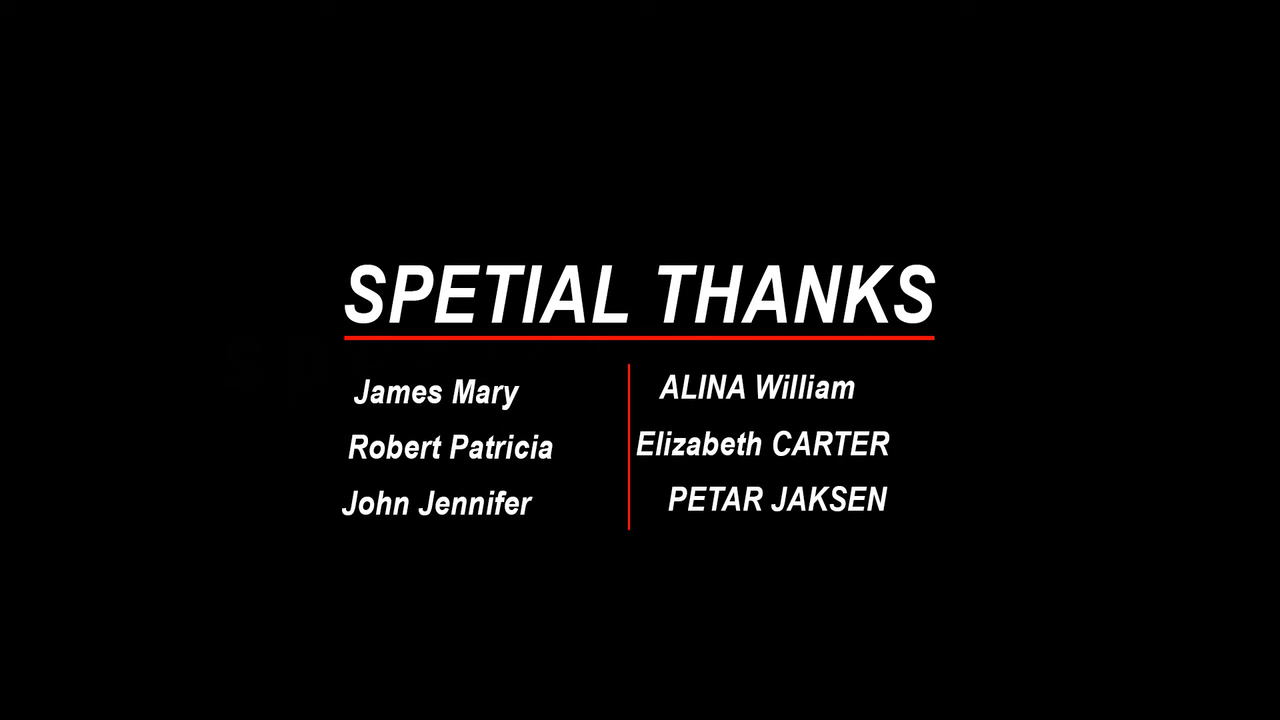 SPETIAL THANKS
James Mary
Robert Patricia
John Jennifer
ALINA William
Elizabeth CARTER
PETAR JAKSEN